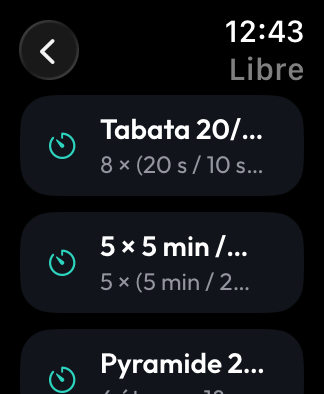 12:43
Libre
Tabata 20/...
8 × (20 s / 10 s...
5 × 5 min /...
5 × (5 min / 2...
Pyramide 2...